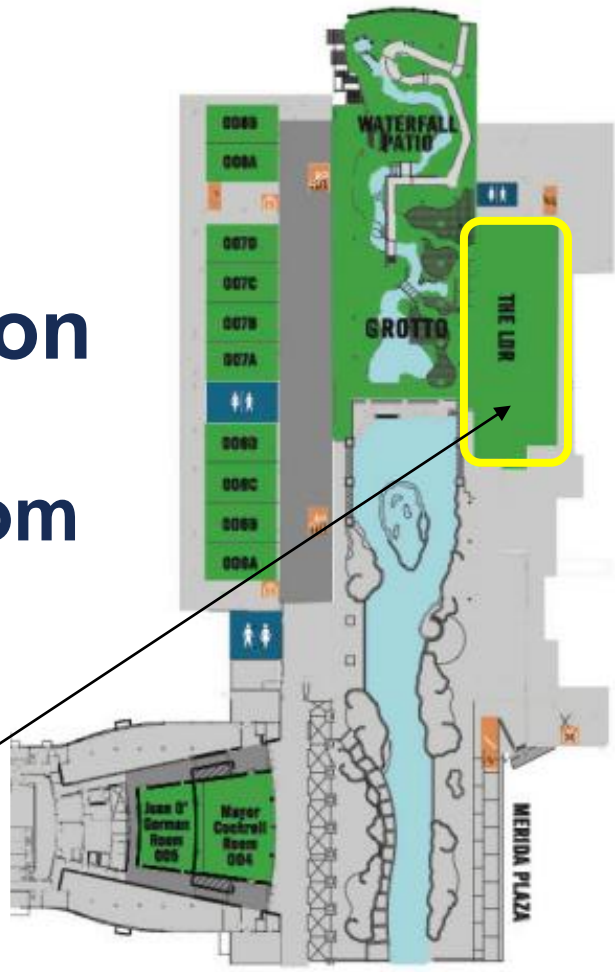 008B
008A
WATERFALL
PATIO
007D
007C
007B
007A
GROTTO
THE LDR
on
om
006D
006C
006B
006A
Juan O'
Gorman
Room
005
Mayor
Cockrell
Room
004
MERIDA PLAZA